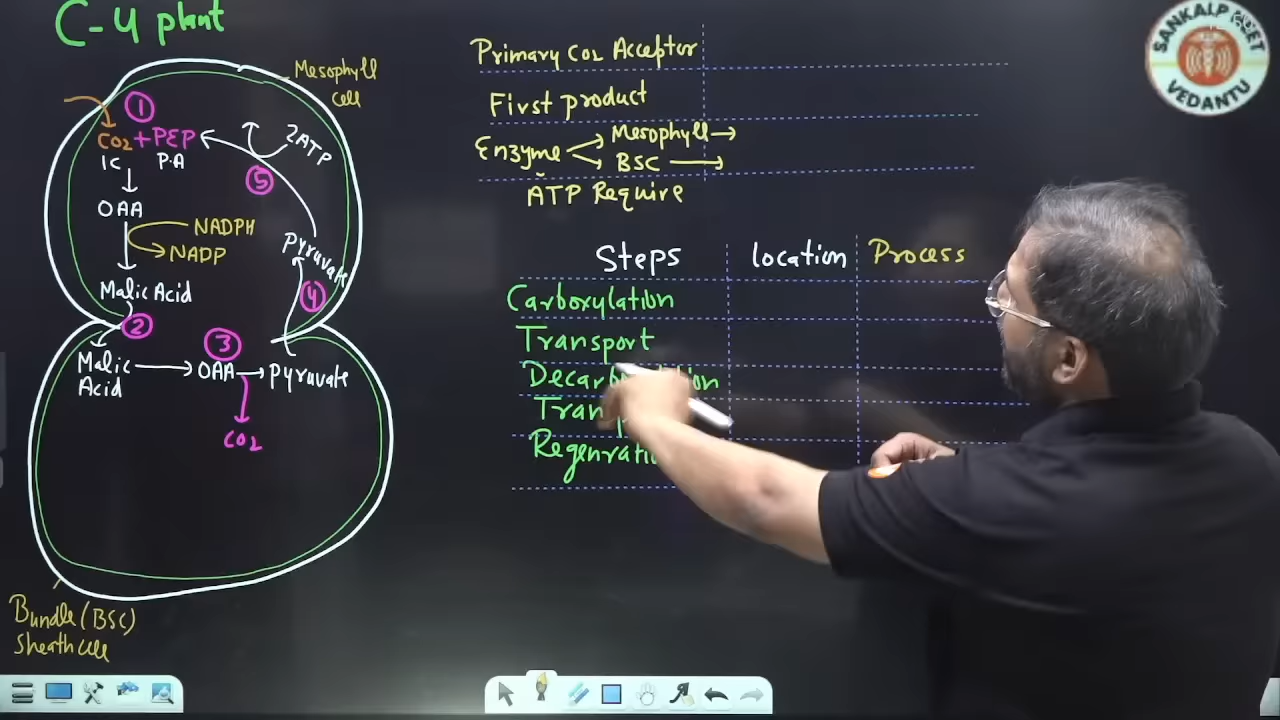 C-4 plant
Mesophyll
cell
①
CO2 + PEP
1C P.A
2ATP
⑤
OAA
NADPH
NADP
Pyruvate
Malic Acid
④
②
③
Malic
Acid
OAA
Pyruvate
CO2
Bundle (BSC)
Sheath cell
Primary CO2 Acceptor
First product
Enzyme
Mesophyll
BSC
ATP Require
Steps location Process
Carboxylation
Transport
SANKALP NEET
VEDANTU